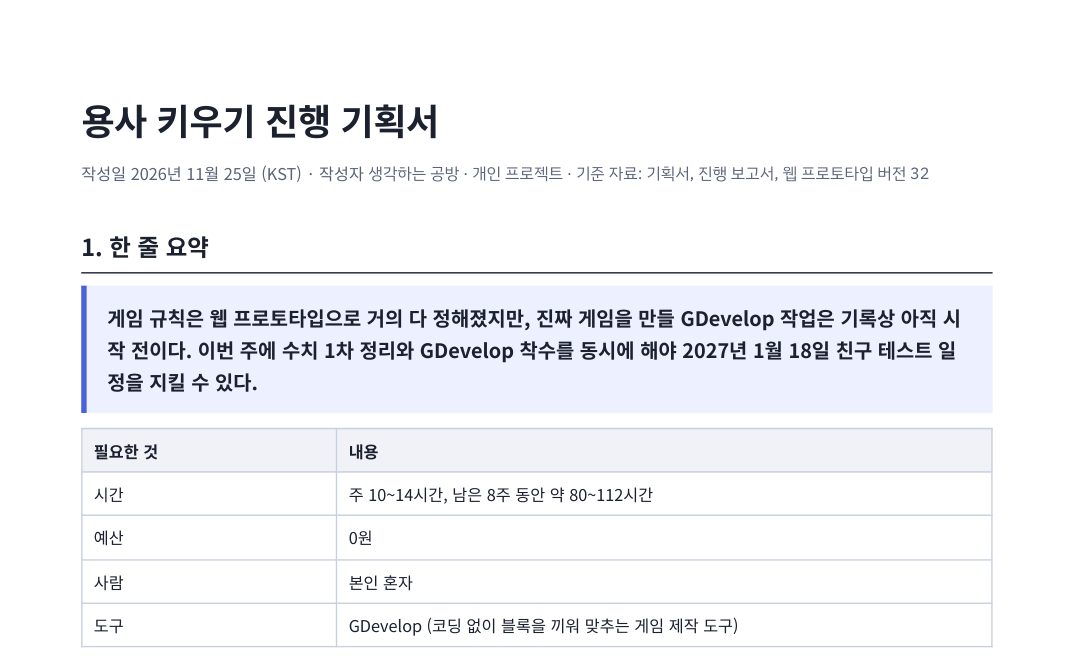 용사 키우기 진행 기획서
작성일 2026년 11월 25일 (KST) · 작성자 생각하는 공방 · 개인 프로젝트 · 기준 자료: 기획서, 진행 보고서, 웹 프로토타입 버전 32
1. 한 줄 요약
게임 규칙은 웹 프로토타입으로 거의 다 정해졌지만, 진짜 게임을 만들 GDevelop 작업은 기록상 아직 시
작 전이다. 이번 주에 수치 1차 정리와 GDevelop 착수를 동시에 해야 2027년 1월 18일 친구 테스트 일
정을 지킬 수 있다.
필요한 것 내용
시간 주 10~14시간, 남은 8주 동안 약 80~112시간
예산 0원
사람 본인 혼자
도구 GDevelop (코딩 없이 블록을 끼워 맞추는 게임 제작 도구)